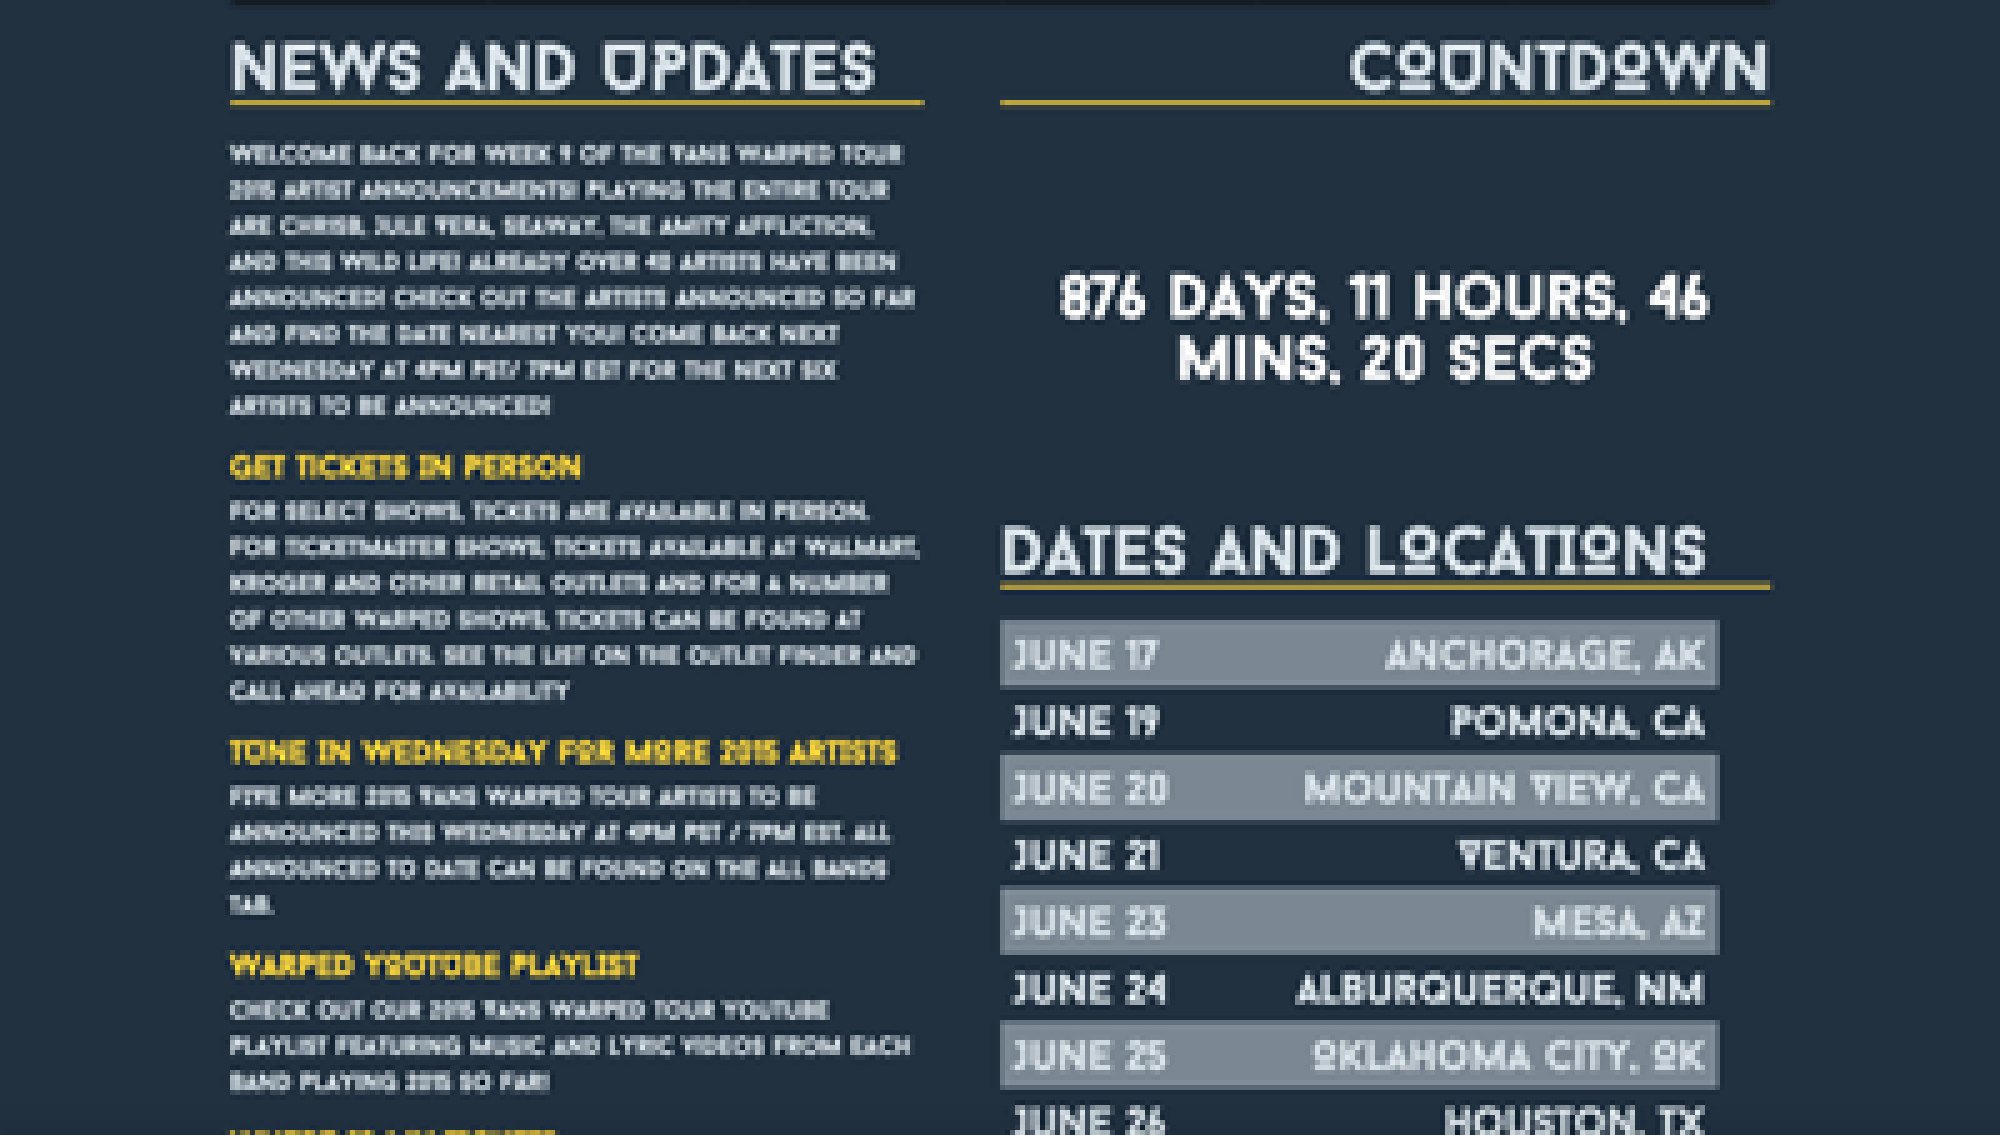 NEWS AND UPDATES
WELCOME BACK FOR WEEK 9 OF THE VANS WARPED TOUR
2015 ARTIST ANNOUNCEMENTS! PLAYING THE ENTIRE TOUR
ARE CHRISB, JULE VERA, SEAWAY, THE AMITY AFFLICTION,
AND THIS WILD LIFE! ALREADY OVER 40 ARTISTS HAVE BEEN
ANNOUNCED! CHECK OUT THE ARTISTS ANNOUNCED SO FAR
AND FIND THE DATE NEAREST YOU! COME BACK NEXT
WEDNESDAY AT 4PM PST/ 7PM EST FOR THE NEXT SIX
ARTISTS TO BE ANNOUNCED!
GET TICKETS IN PERSON
FOR SELECT SHOWS, TICKETS ARE AVAILABLE IN PERSON.
FOR TICKETMASTER SHOWS, TICKETS AVAILABLE AT WALMART,
KROGER AND OTHER RETAIL OUTLETS AND FOR A NUMBER
OF OTHER WARPED SHOWS, TICKETS CAN BE FOUND AT
VARIOUS OUTLETS. SEE THE LIST ON THE OUTLET FINDER AND
CALL AHEAD FOR AVAILABILITY
TUNE IN WEDNESDAY FOR MORE 2015 ARTISTS
FIVE MORE 2015 VANS WARPED TOUR ARTISTS TO BE
ANNOUNCED THIS WEDNESDAY AT 4PM PST / 7PM EST. ALL
ANNOUNCED TO DATE CAN BE FOUND ON THE ALL BANDS
TAB.
WARPED YOUTUBE PLAYLIST
CHECK OUT OUR 2015 VANS WARPED TOUR YOUTUBE
PLAYLIST FEATURING MUSIC AND LYRIC VIDEOS FROM EACH
BAND PLAYING 2015 SO FAR!
COUNTDOWN
876 DAYS, 11 HOURS, 46
MINS, 20 SECS
DATES AND LOCATIONS
JUNE 17 ANCHORAGE, AK
JUNE 19 POMONA, CA
JUNE 20 MOUNTAIN VIEW, CA
JUNE 21 VENTURA, CA
JUNE 23 MESA, AZ
JUNE 24 ALBURQUERQUE, NM
JUNE 25 OKLAHOMA CITY, OK
JUNE 26 HOUSTON, TX